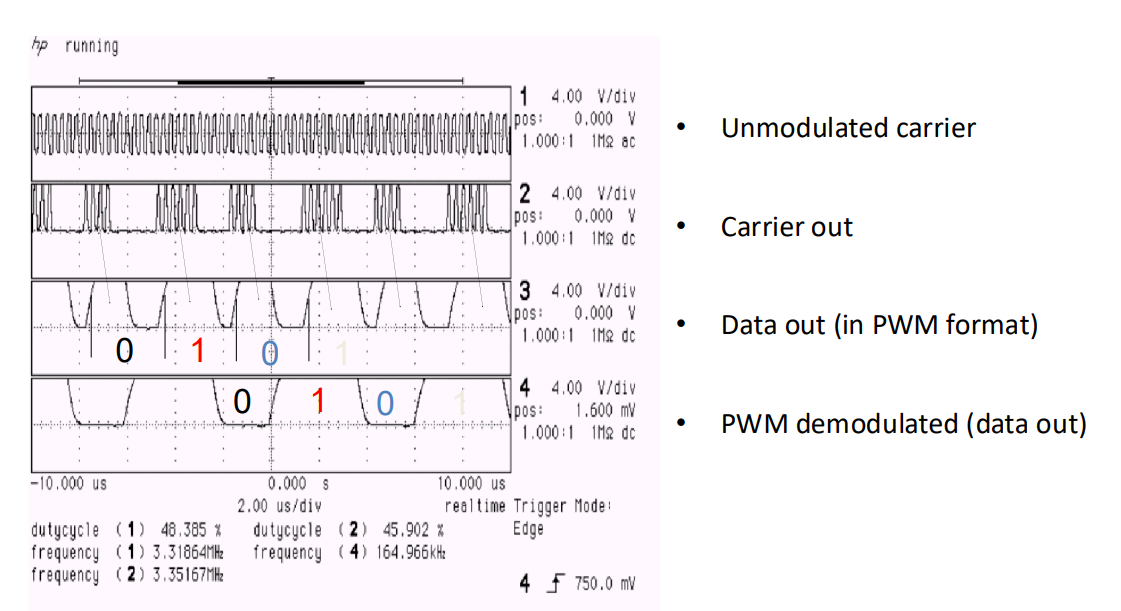 hp running
1 4.00 V/div
pos: 0.000 V
1.000:1 1MΩ ac
• Unmodulated carrier
2 4.00 V/div
pos: 0.000 V
1.000:1 1MΩ dc
• Carrier out
3 4.00 V/div
pos: 0.000 V
1.000:1 1MΩ dc
• Data out (in PWM format)
0 1 0 1
4 4.00 V/div
pos: 1.600 mV
1.000:1 1MΩ dc
0 1 0 1
• PWM demodulated (data out)
-10.000 us 0.000 s 10.000 us
2.00 us/div realtime Trigger Mode:
Edge
dutycycle (1) 48.385 % dutycycle (2) 45.902 %
frequency (1) 3.31864MHz frequency (4) 164.966kHz
frequency (2) 3.35167MHz
4 750.0 mV